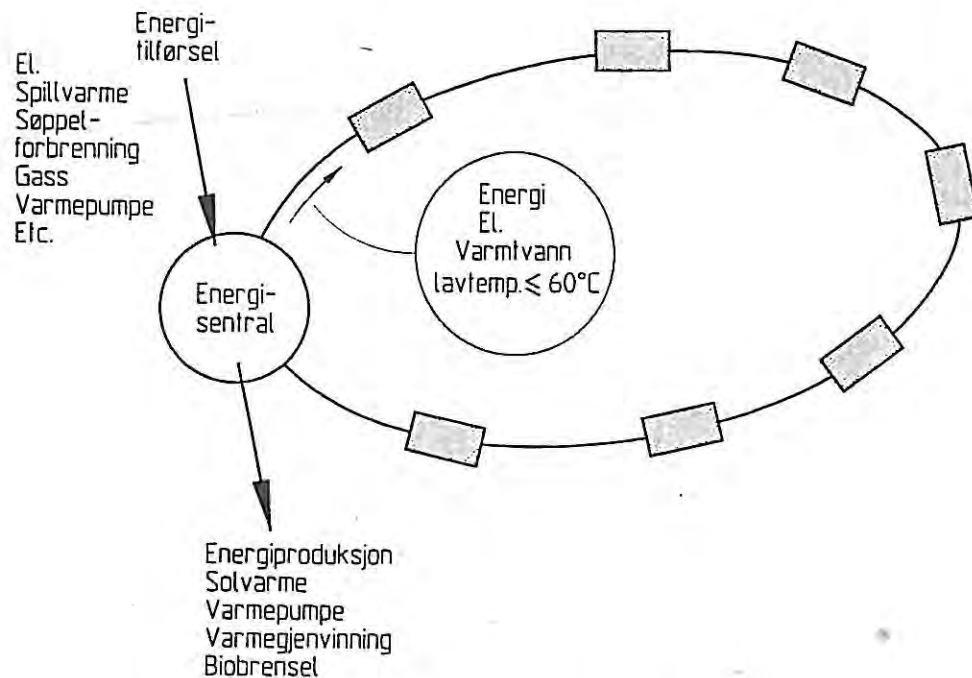 Energi-
tilførsel
El.
Spillvarme
Søppel-
forbrenning
Gass
Varmepumpe
Etc.
Energi
El.
Varmtvann
lavtemp.≤ 60°C
Energi-
sentral
Energiproduksjon
Solvarme
Varmepumpe
Varmegjenvinning
Biobrensel